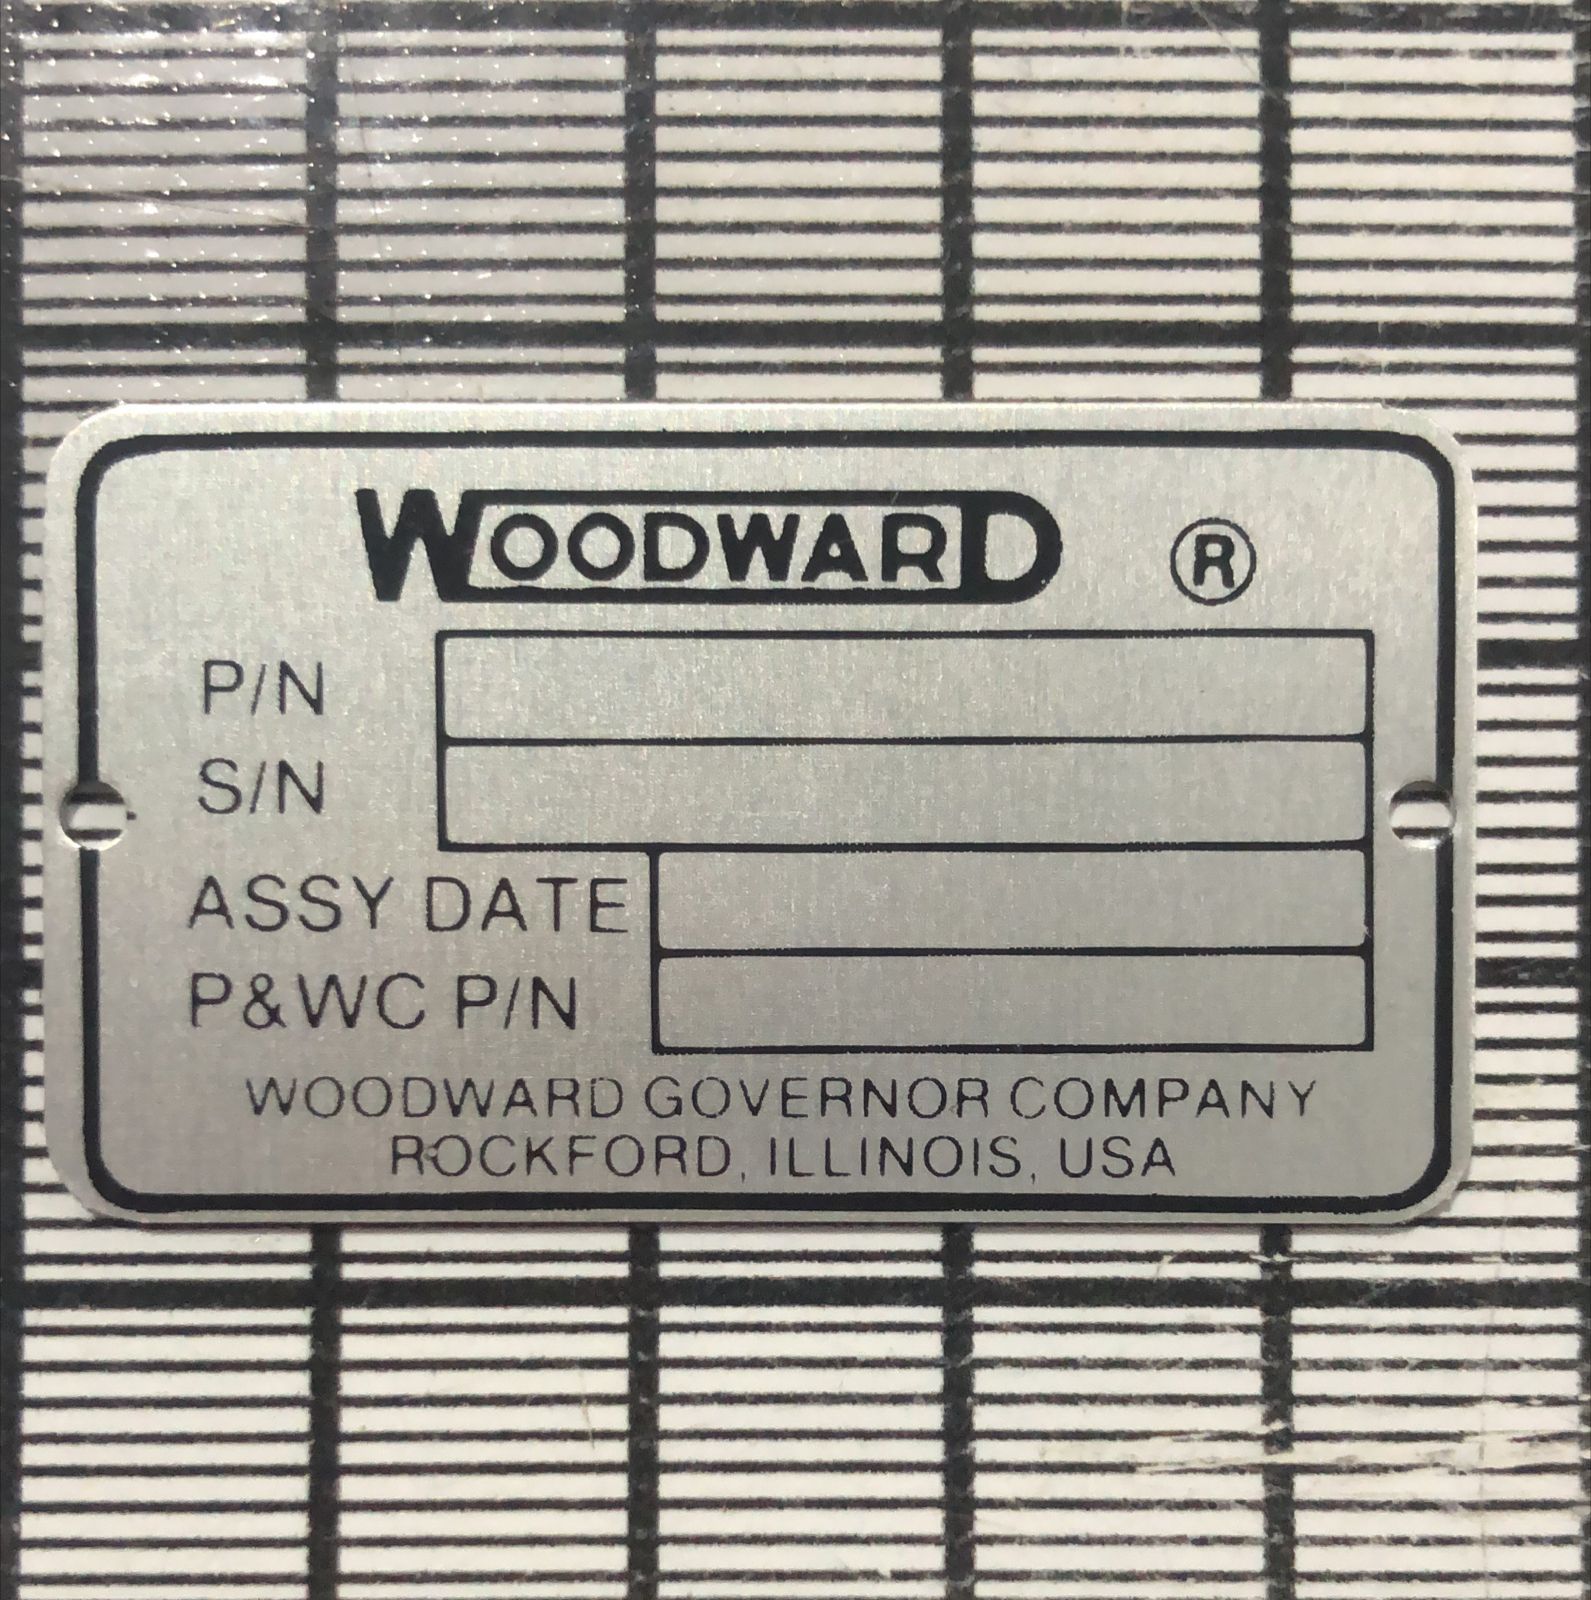 WOODWARD ®
P/N
S/N
ASSY DATE
P&WC P/N
WOODWARD GOVERNOR COMPANY
ROCKFORD, ILLINOIS, USA